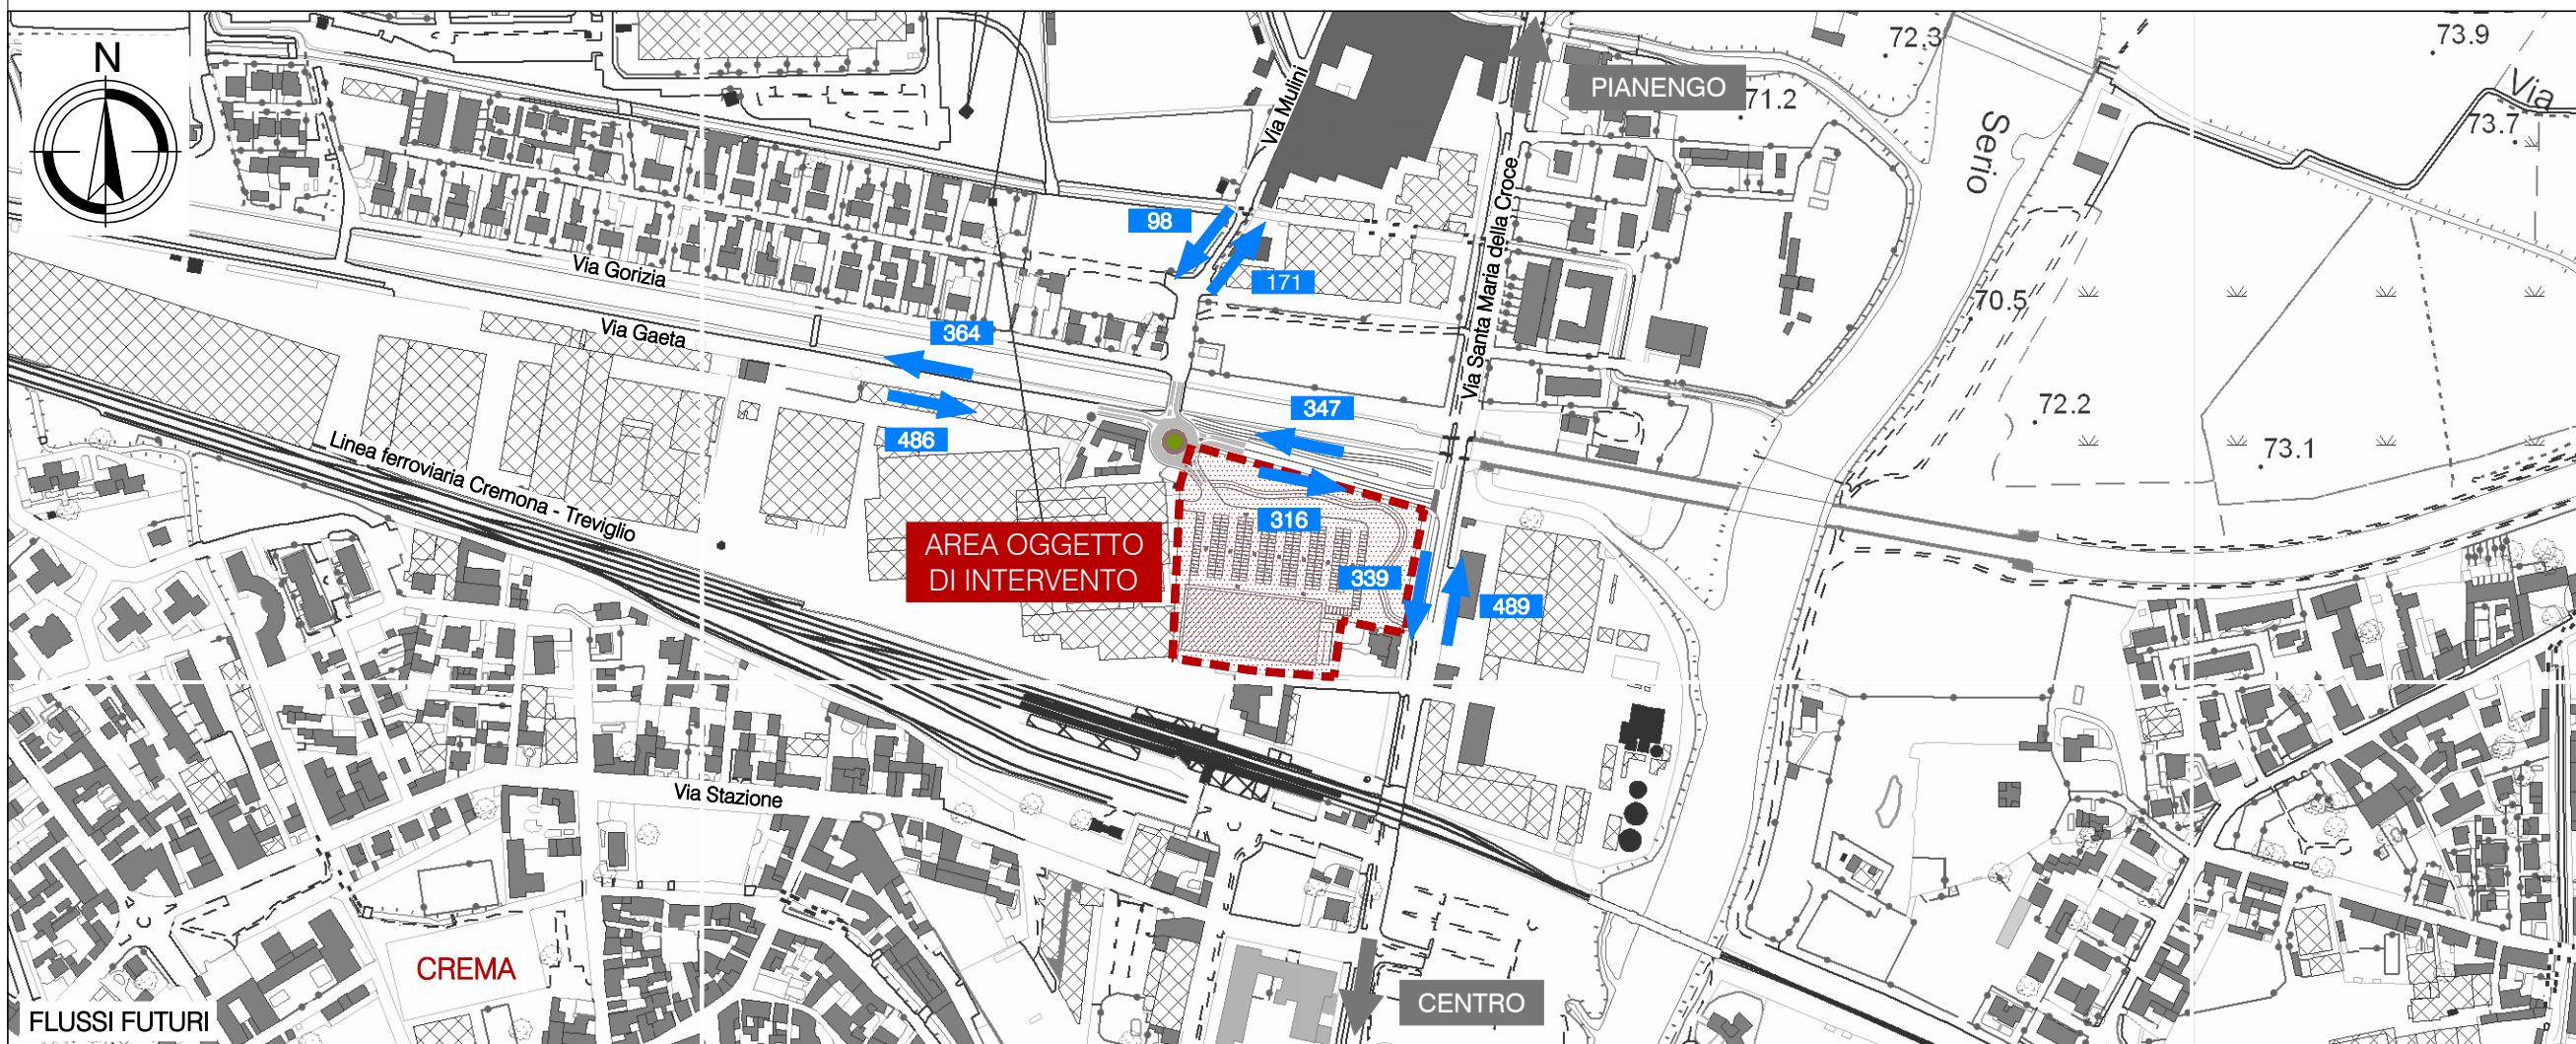 N
72.3
73.9
PIANENGO
71.2
Via
73.7
Via Mulini
Serio
98
171
Via Santa Maria della Croce
Via Gorizia
Via Gaeta
364
70.5
486
347
72.2
73.1
Linea ferroviaria Cremona - Treviglio
316
AREA OGGETTO
DI INTERVENTO
339
489
Via Stazione
CREMA
CENTRO
FLUSSI FUTURI